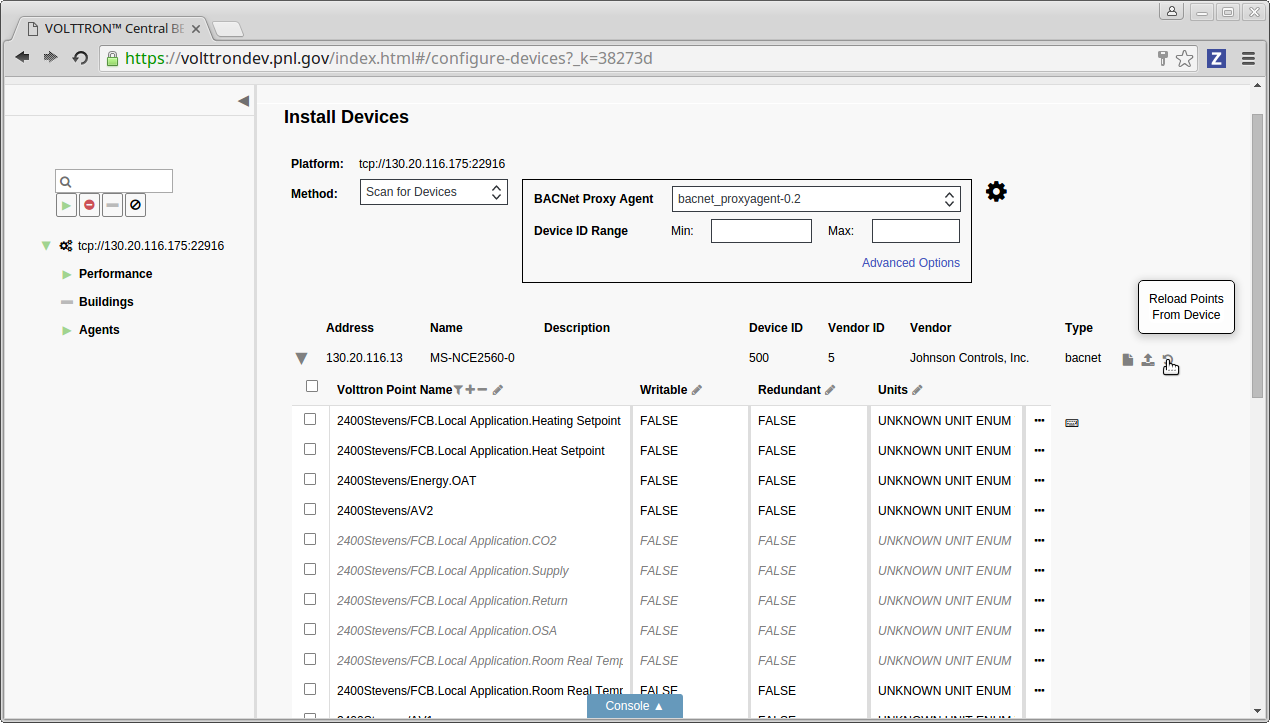 VOLTTRON™ Central BE
https://volttrondev.pnl.gov/index.html#/configure-devices?_k=38273d
Z
Install Devices
Platform: tcp://130.20.116.175:22916
Method: Scan for Devices
BACNet Proxy Agent bacnet_proxyagent-0.2
Device ID Range Min: Max:
Advanced Options
tcp://130.20.116.175:22916
Performance
Buildings
Agents
Reload Points
From Device
Address Name Description Device ID Vendor ID Vendor Type
130.20.116.13 MS-NCE2560-0 500 5 Johnson Controls, Inc. bacnet
Volttron Point Name Writable Redundant Units
2400Stevens/FCB.Local Application.Heating Setpoint FALSE FALSE UNKNOWN UNIT ENUM
2400Stevens/FCB.Local Application.Heat Setpoint FALSE FALSE UNKNOWN UNIT ENUM
2400Stevens/Energy.OAT FALSE FALSE UNKNOWN UNIT ENUM
2400Stevens/AV2 FALSE FALSE UNKNOWN UNIT ENUM
2400Stevens/FCB.Local Application.CO2 FALSE FALSE UNKNOWN UNIT ENUM
2400Stevens/FCB.Local Application.Supply FALSE FALSE UNKNOWN UNIT ENUM
2400Stevens/FCB.Local Application.Return FALSE FALSE UNKNOWN UNIT ENUM
2400Stevens/FCB.Local Application.OSA FALSE FALSE UNKNOWN UNIT ENUM
2400Stevens/FCB.Local Application.Room Real Temp FALSE FALSE UNKNOWN UNIT ENUM
2400Stevens/FCB.Local Application.Room Real Temp FALSE FALSE UNKNOWN UNIT ENUM
Console ▲